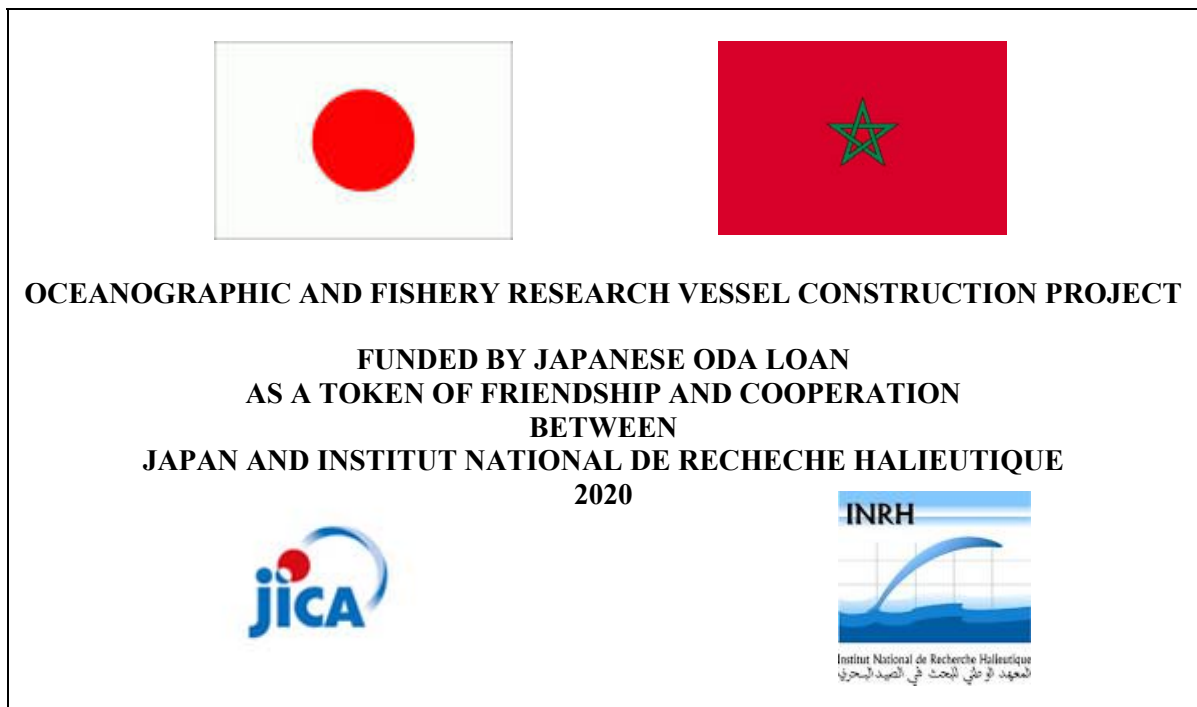 OCEANOGRAPHIC AND FISHERY RESEARCH VESSEL CONSTRUCTION PROJECT
FUNDED BY JAPANESE ODA LOAN
AS A TOKEN OF FRIENDSHIP AND COOPERATION
BETWEEN
JAPAN AND INSTITUT NATIONAL DE RECHECHE HALIEUTIQUE
2020
jICA
INRH
Institut National de Recherche Halieutique
المعهد الوطني للبحث في الصيد البحري